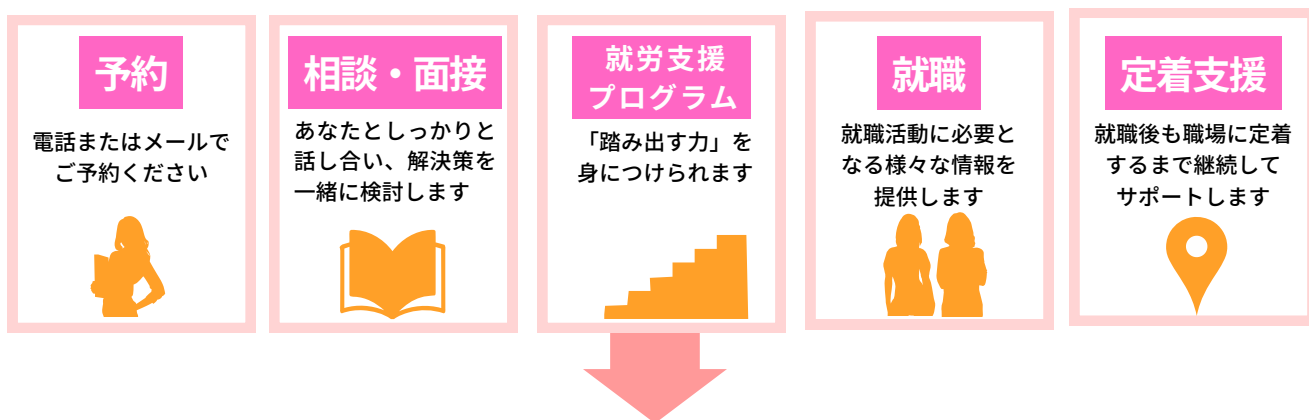 予約
電話またはメールで
ご予約ください
相談・面接
あなたとしっかりと
話し合い、解決策を
一緒に検討します
就労支援
プログラム
「踏み出す力」を
身につけられます
就職
就職活動に必要と
なる様々な情報を
提供します
定着支援
就職後も職場に定着
するまで継続して
サポートします